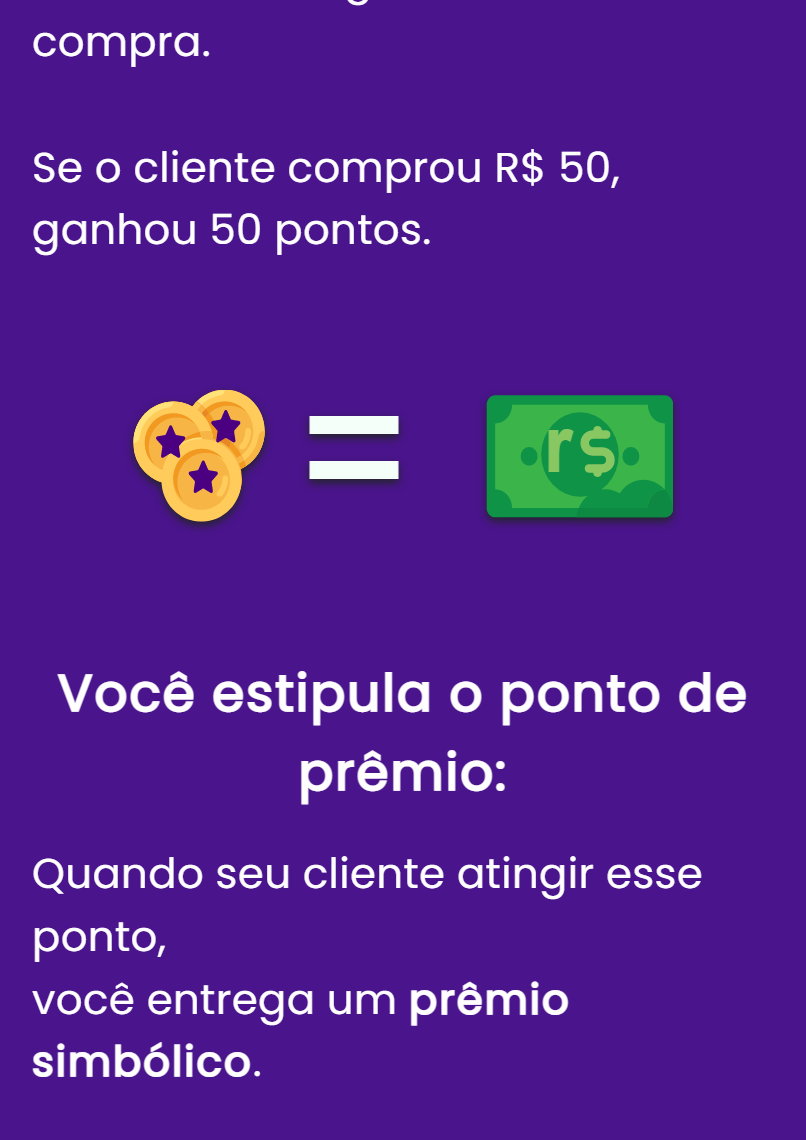 compra.
Se o cliente comprou R$ 50,
ganhou 50 pontos.
r$
Você estipula o ponto de
prêmio:
Quando seu cliente atingir esse
ponto,
você entrega um prêmio
simbólico.